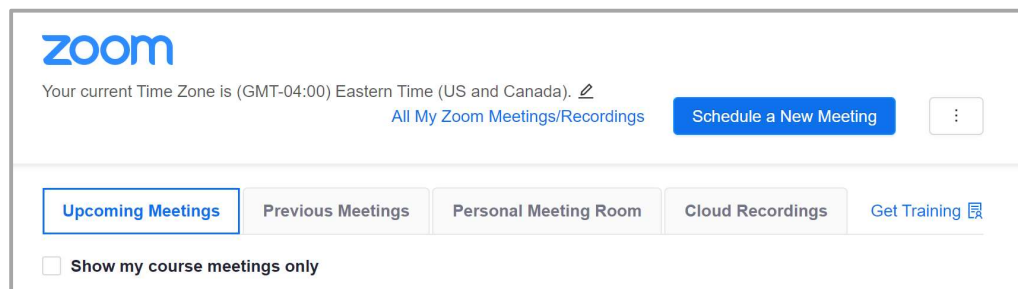 zoom
Your current Time Zone is (GMT-04:00) Eastern Time (US and Canada).
All My Zoom Meetings/Recordings
Schedule a New Meeting
Upcoming Meetings
Previous Meetings
Personal Meeting Room
Cloud Recordings
Get Training
Show my course meetings only